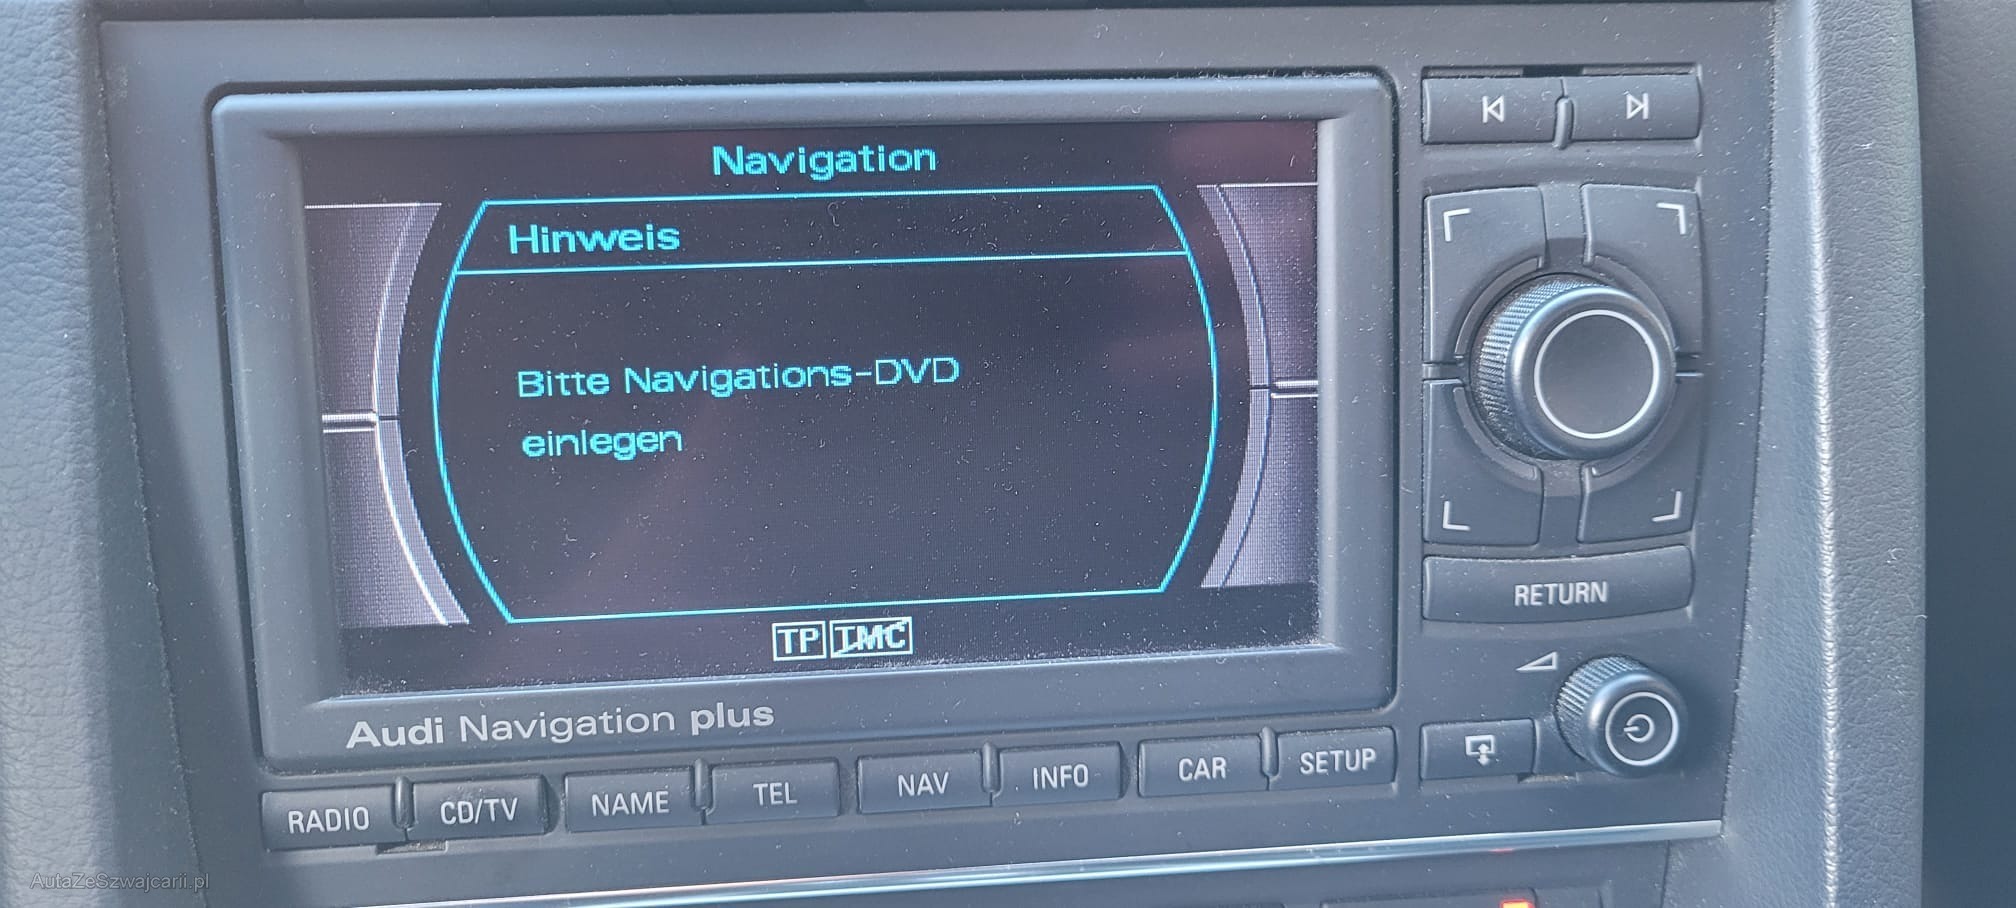 Navigation
Hinweis
Bitte Navigations-DVD
einlegen
TP TMC
Audi Navigation plus
RADIO CD/TV NAME TEL NAV INFO CAR SETUP
RETURN
AutaZeSzwajcarii.pl